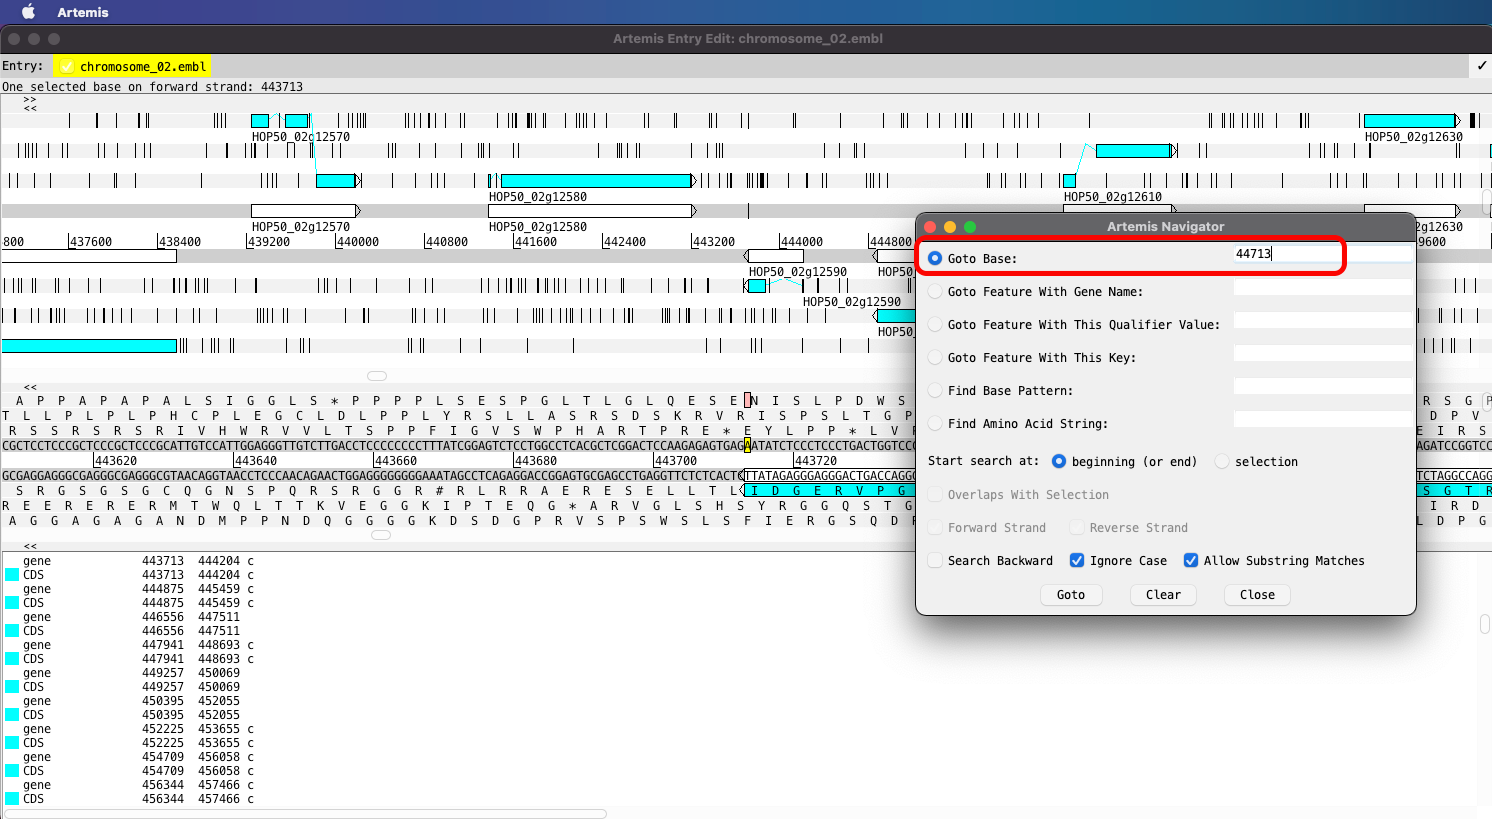 Artemis
Artemis Entry Edit: chromosome_02.embl
Entry: chromosome_02.embl
One selected base on forward strand: 443713
>>
<<
HOP50_02g12570
HOP50_02g12630
HOP50_02g12580
HOP50_02g12610
HOP50_02g12570
HOP50_02g12580
2g12630
800 437600 438400 439200 440000 440800 441600 442400 443200 444000 444800 9600
HOP50_02g12590
HOP50_
HOP50_02g12590
HOP50_
<<
A P P A P A P A L S I G G L S * P P P P L S E S P G L T L G L Q E S E N I S L P D W S R S G P
T L L P L P L P H C P L E G C L D L P P L Y R S L L A S R S D S K R V R I S P S L T G P D P V
R S S R S R S R I V H W R V V L T S P P F I G V S W P H A R T P R E * E Y L P P * L V E I R S
443620 443640 443660 443680 443700 443720
S R G S G S G C Q G N S P Q R S R G G R # R L R R A E R E S E L L T L I D G E R V P G S G T R
R E E R E R E R M T W Q L T T K V E G G K I P T E Q G * A R V G L S H S Y R G G Q S T G I R D
A G G A G A G A N D M P P N D Q G G G G K D S D G P R V S P S W S L S F I E R G S Q D L D P G
<<
gene 443713 444204 c
CDS 443713 444204 c
gene 444875 445459 c
CDS 444875 445459 c
gene 446556 447511
CDS 446556 447511
gene 447941 448693 c
CDS 447941 448693 c
gene 449257 450069
CDS 449257 450069
gene 450395 452055
CDS 450395 452055
gene 452225 453655 c
CDS 452225 453655 c
gene 454709 456058 c
CDS 454709 456058 c
gene 456344 457466 c
CDS 456344 457466 c
Artemis Navigator
Goto Base: 44713
Goto Feature With Gene Name:
Goto Feature With This Qualifier Value:
Goto Feature With This Key:
Find Base Pattern:
Find Amino Acid String:
Start search at: beginning (or end) selection
Overlaps With Selection
Forward Strand Reverse Strand
Search Backward Ignore Case Allow Substring Matches
Goto Clear Close